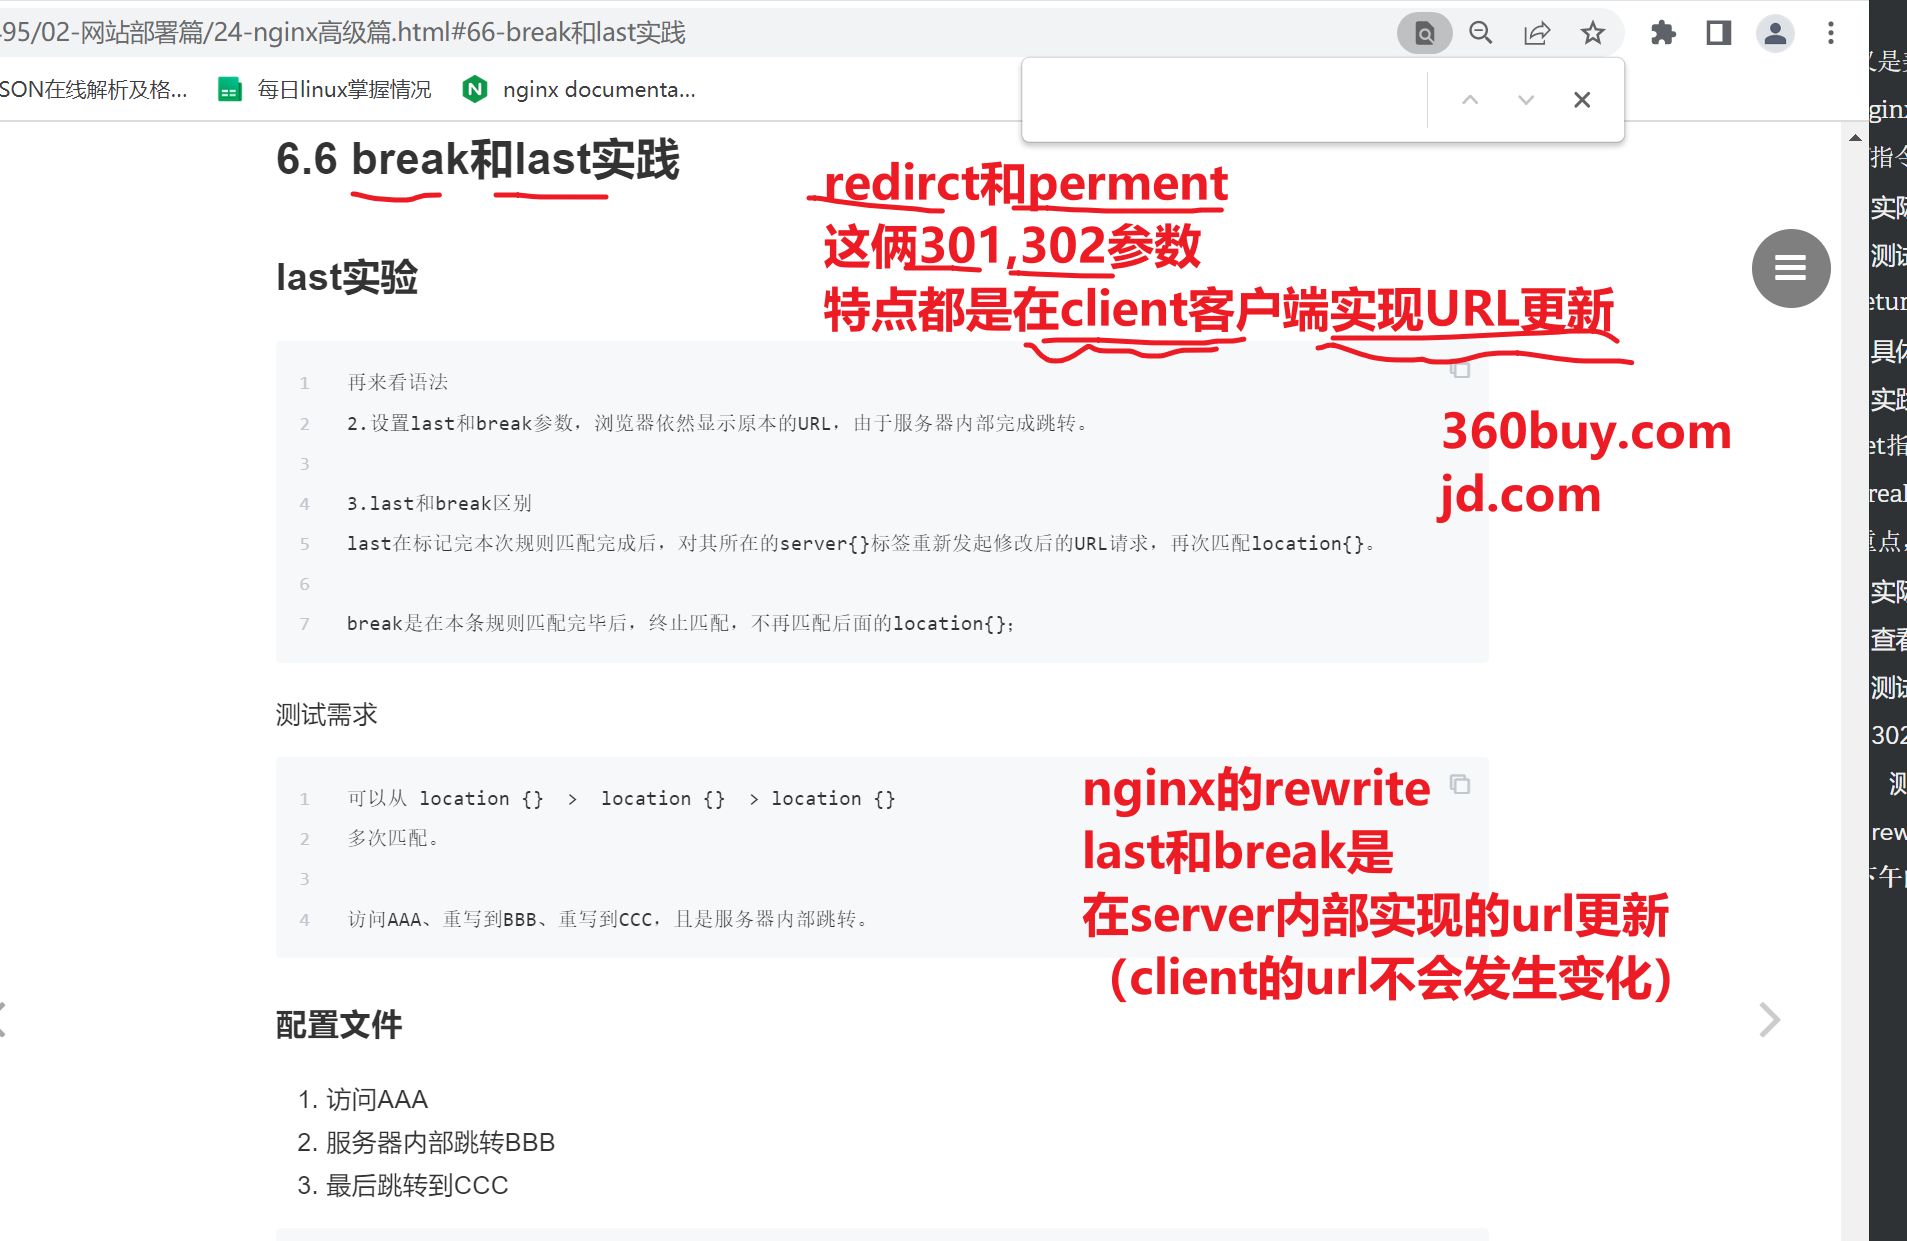 95/02-网站部署篇/24-nginx高级篇.html#66-break和last实践
SON在线解析及格...
每日linux掌握情况
nginx documenta...
6.6 break和last实践
redirct和perment
这俩301,302参数
特点都是在client客户端实现URL更新
last实验
1 再来看语法
2 2.设置last和break参数，浏览器依然显示原本的URL，由于服务器内部完成跳转。
3
4 3.last和break区别
5 last在标记完本次规则匹配完成后，对其所在的server{}标签重新发起修改后的URL请求，再次匹配location{}。
6
7 break是在本条规则匹配完毕后，终止匹配，不再匹配后面的location{};
360buy.com
jd.com
测试需求
1 可以从 location {}  >  location {}  > location {}
2 多次匹配。
3
4 访问AAA、重写到BBB、重写到CCC，且是服务器内部跳转。
nginx的rewrite
last和break是
在server内部实现的url更新
（client的url不会发生变化）
配置文件
1. 访问AAA
2. 服务器内部跳转BBB
3. 最后跳转到CCC
指令
实际
测试
具体
实践
et指
重点,
实际
查看
测试
302
测
rew
下午